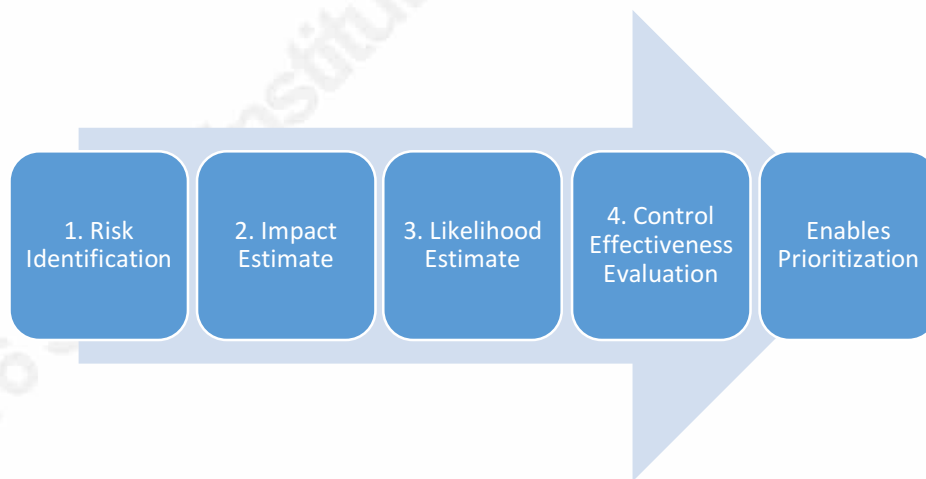 1. Risk
Identification
2. Impact
Estimate
3. Likelihood
Estimate
4. Control
Effectiveness
Evaluation
Enables
Prioritization